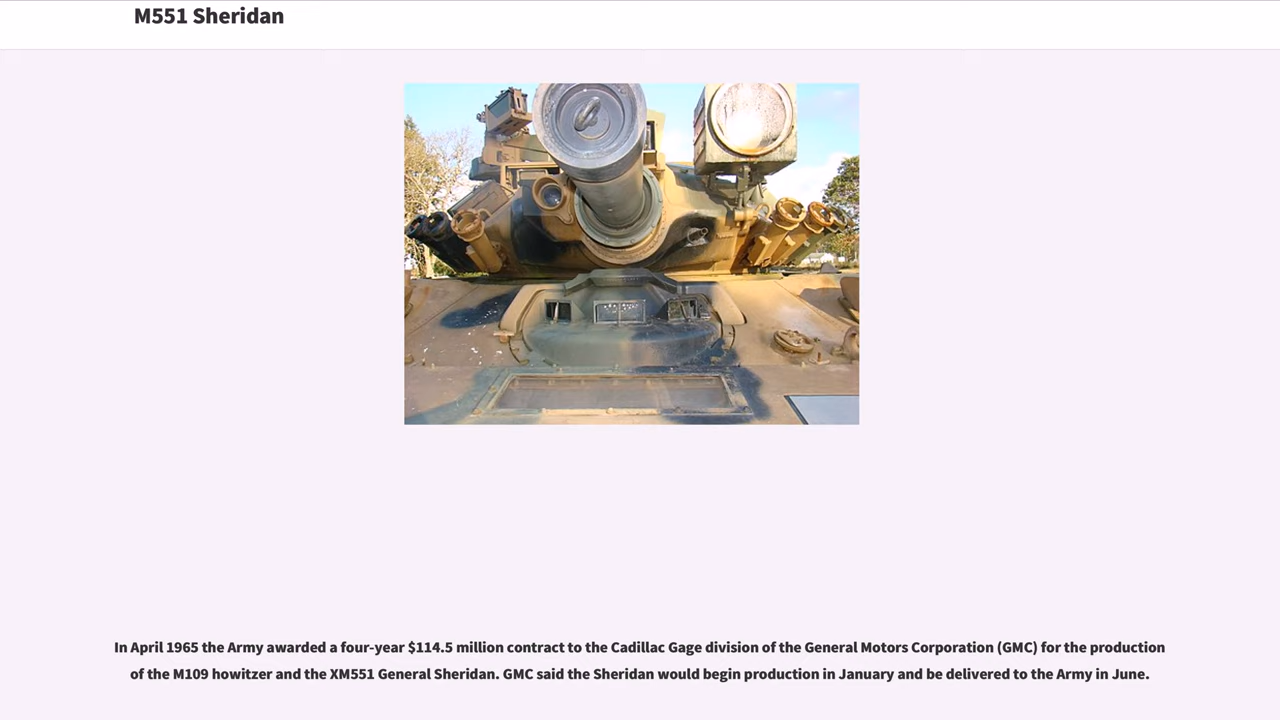 M551 Sheridan
In April 1965 the Army awarded a four-year $114.5 million contract to the Cadillac Gage division of the General Motors Corporation (GMC) for the production
of the M109 howitzer and the XM551 General Sheridan. GMC said the Sheridan would begin production in January and be delivered to the Army in June.